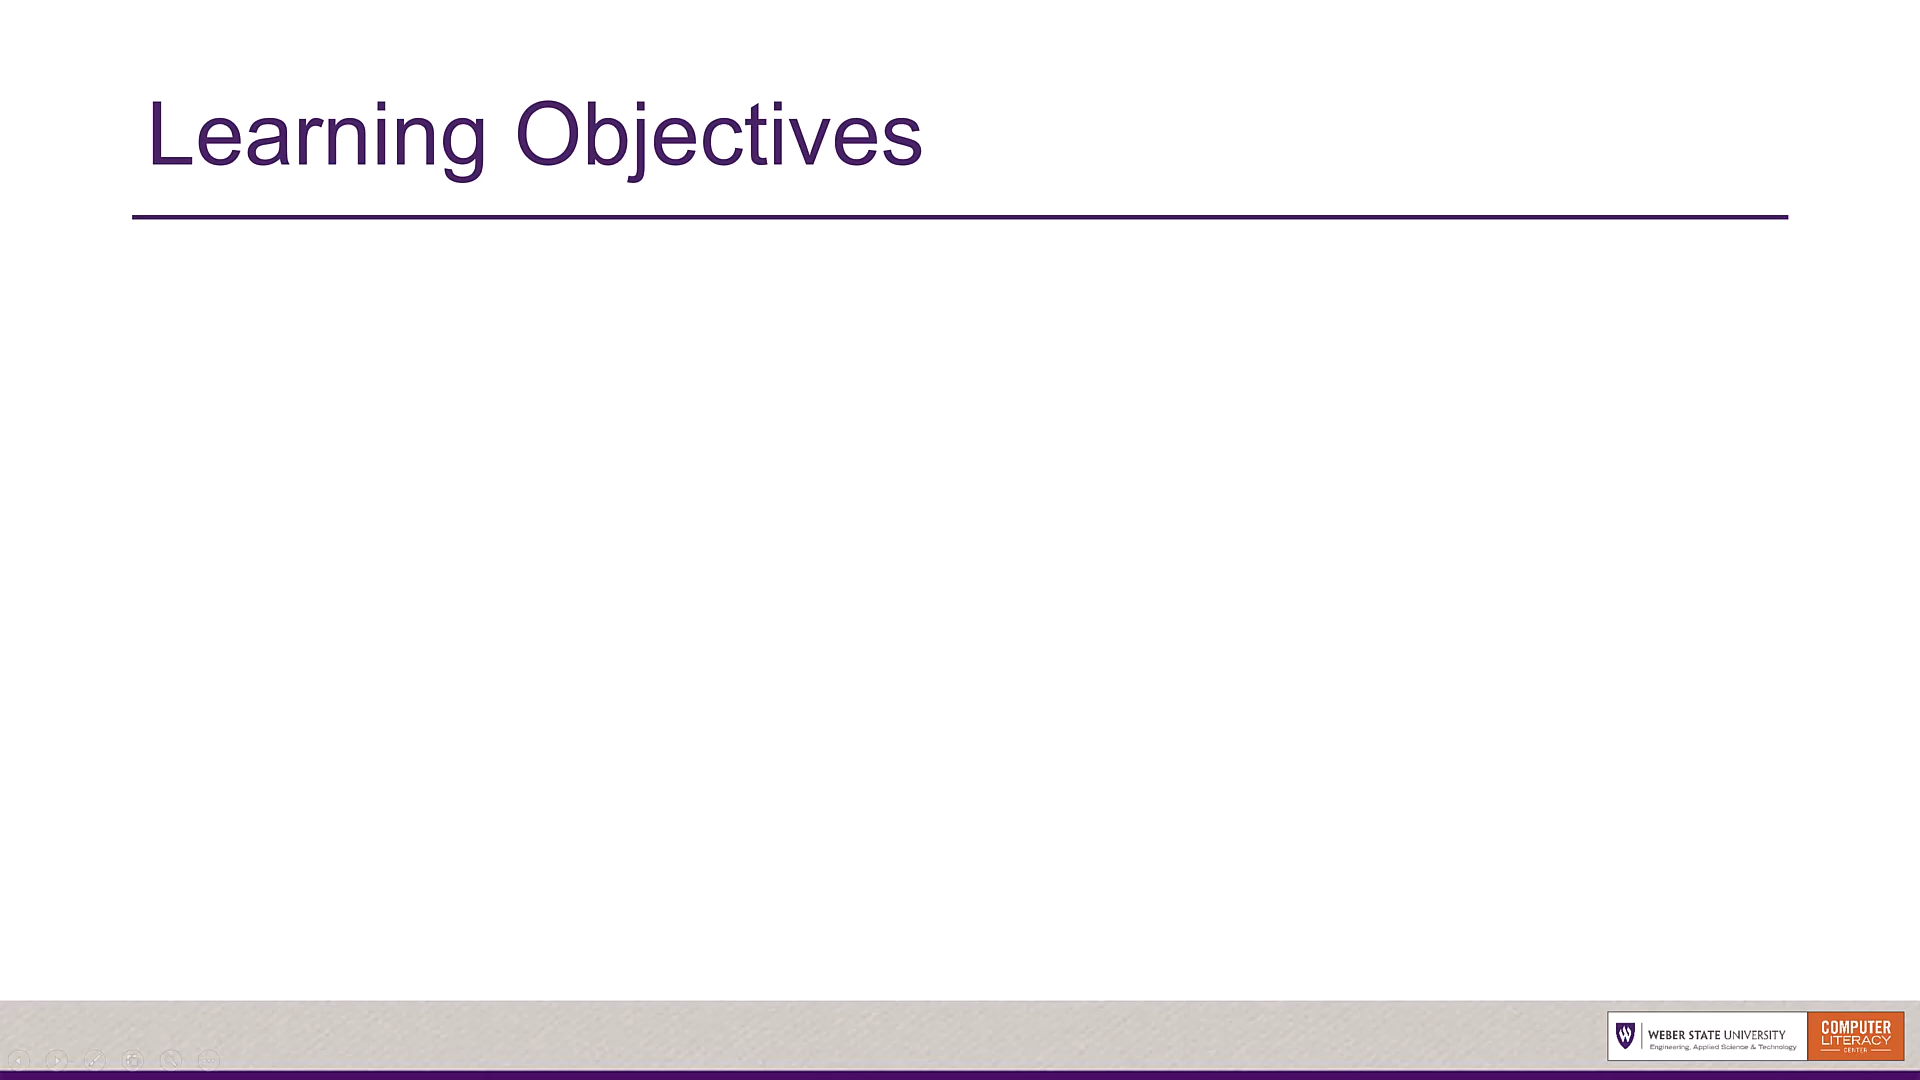 Learning Objectives
WEBER STATE UNIVERSITY
Engineering, Applied Science & Technology
COMPUTER
LITERACY
CENTER